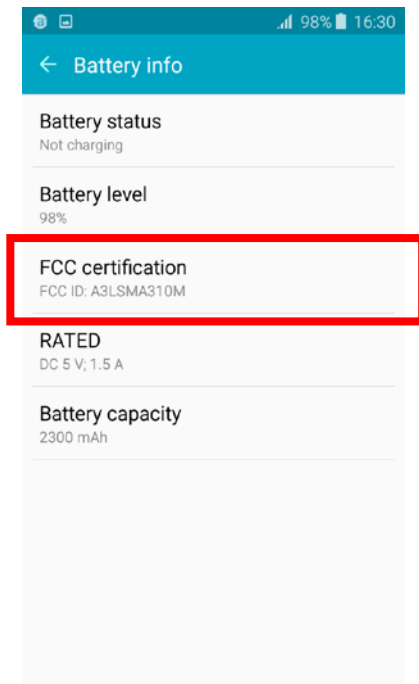 98% 16:30
Battery info
Battery status
Not charging
Battery level
98%
FCC certification
FCC ID: A3LSMA310M
RATED
DC 5 V; 1.5 A
Battery capacity
2300 mAh